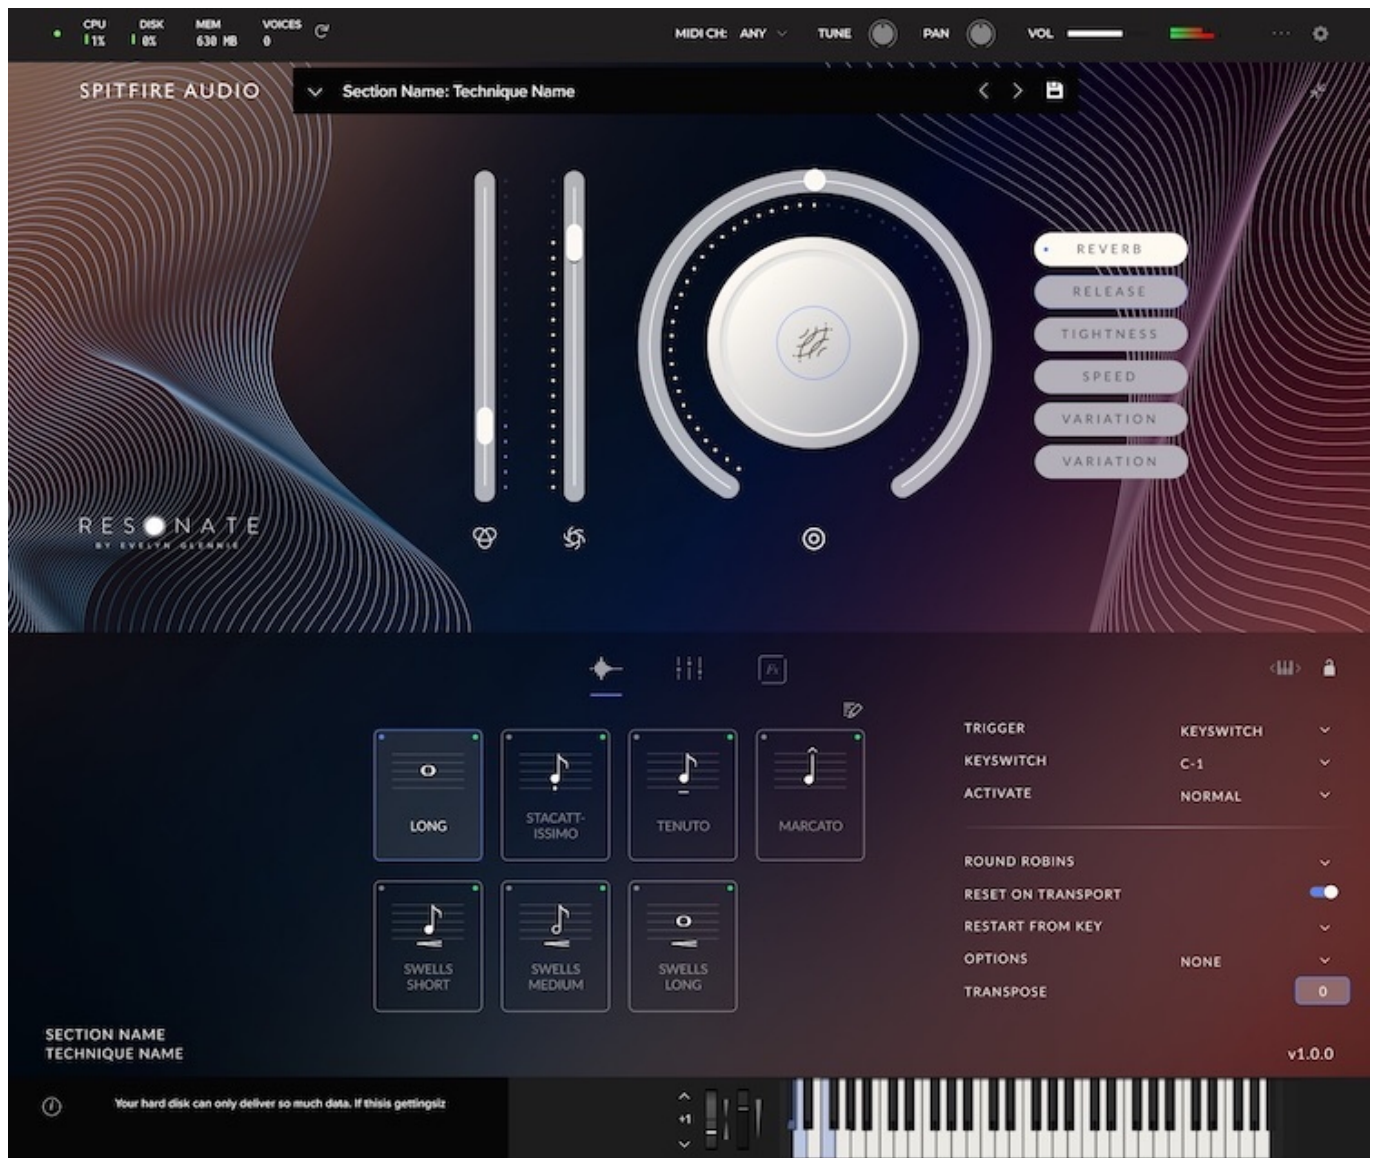 CPU DISK MEM VOICES
1% 0% 630 MB 0
MIDI CH: ANY TUNE PAN VOL
SPITFIRE AUDIO
Section Name: Technique Name
REVERB
RELEASE
TIGHTNESS
SPEED
VARIATION
VARIATION
RESONATE
BY EVELYN GLENNIE
Fx
LONG
STACATT-
ISSIMO
TENUTO
MARCATO
SWELLS
SHORT
SWELLS
MEDIUM
SWELLS
LONG
TRIGGER KEYSWITCH
KEYSWITCH C-1
ACTIVATE NORMAL
ROUND ROBINS
RESET ON TRANSPORT
RESTART FROM KEY
OPTIONS NONE
TRANSPOSE 0
SECTION NAME
TECHNIQUE NAME
v1.0.0
Your hard disk can only deliver so much data. If thisis gettingsiz
+1